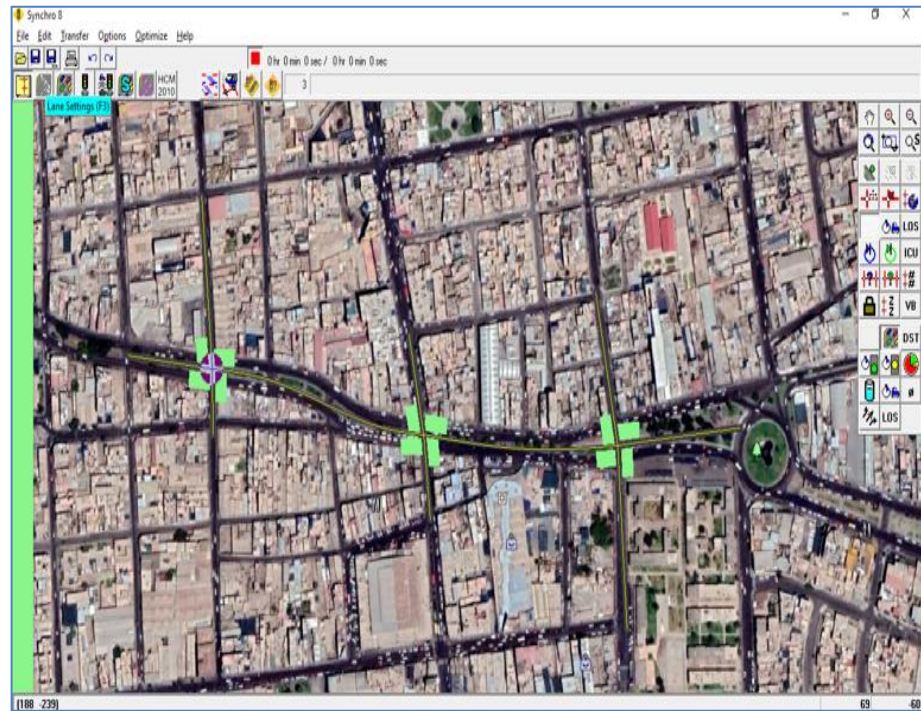 Synchro 8
File Edit Transfer Options Optimize Help
0 hr 0 min 0 sec / 0 hr 0 min 0 sec
HCM
2010
3
Lane Settings (F3)
LOS
ICU
VB
DST
ø
LOS
(188 -239)
69
-60